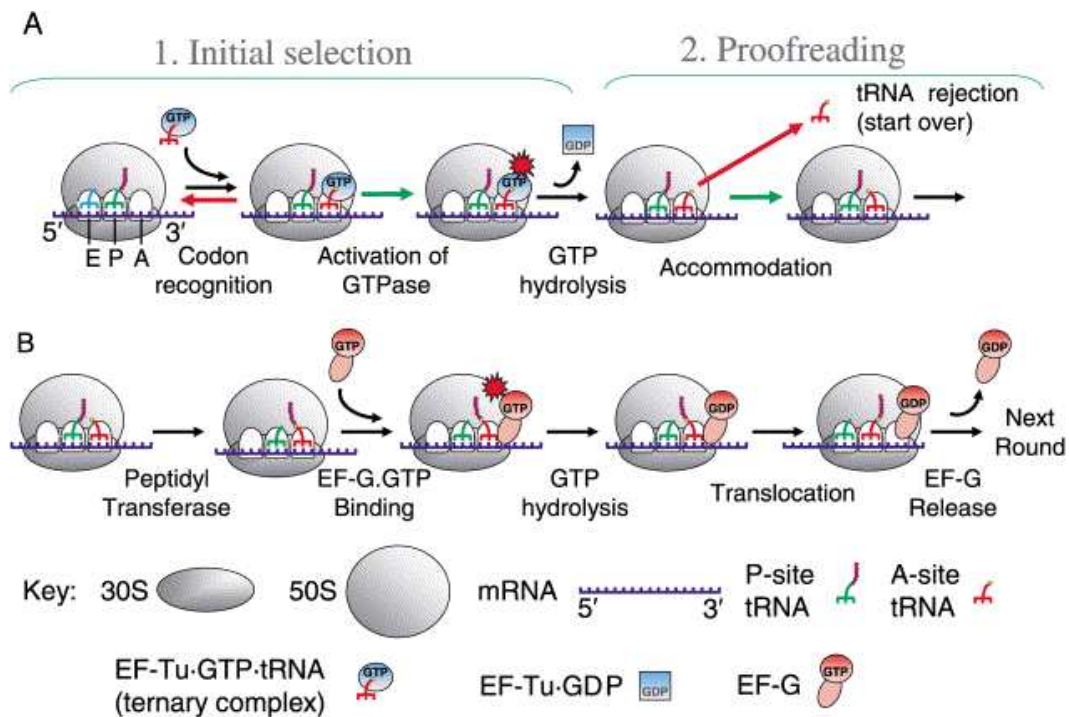 A
1. Initial selection
2. Proofreading
tRNA rejection
(start over)
GTP
GTP
GTP
GDP
5′
3′
E P A
Codon
recognition
Activation of
GTPase
GTP
hydrolysis
Accommodation
B
GTP
GTP
GDP
GDP
GDP
Next
Round
Peptidyl
Transferase
EF-G.GTP
Binding
GTP
hydrolysis
Translocation
EF-G
Release
Key:
30S
50S
mRNA
5′
3′
P-site
tRNA
A-site
tRNA
EF-Tu·GTP·tRNA
(ternary complex)
GTP
EF-Tu·GDP
GDP
EF-G
GTP